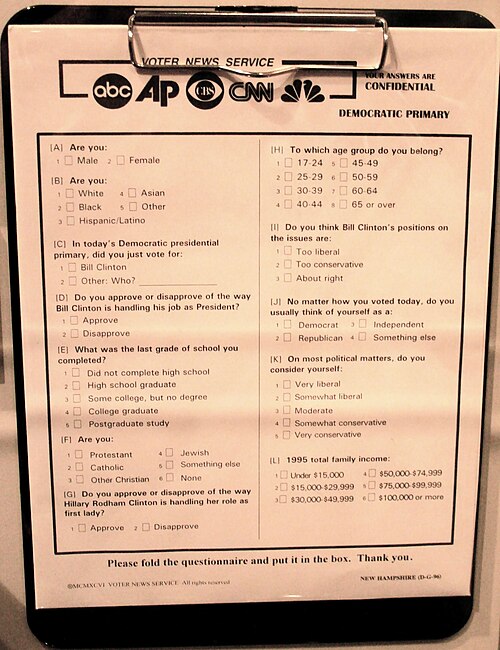 VOTER NEWS SERVICE
abc AP CBS CNN
YOUR ANSWERS ARE
CONFIDENTIAL
DEMOCRATIC PRIMARY
[A] Are you:
1 Male 2 Female
[B] Are you:
1 White 4 Asian
2 Black 5 Other
3 Hispanic/Latino
[C] In today's Democratic presidential
primary, did you just vote for:
1 Bill Clinton
2 Other: Who?
[D] Do you approve or disapprove of the way
Bill Clinton is handling his job as President?
1 Approve
2 Disapprove
[E] What was the last grade of school you
completed?
1 Did not complete high school
2 High school graduate
3 Some college, but no degree
4 College graduate
5 Postgraduate study
[F] Are you:
1 Protestant 4 Jewish
2 Catholic 5 Something else
3 Other Christian 6 None
[G] Do you approve or disapprove of the way
Hillary Rodham Clinton is handling her role as
first lady?
1 Approve 2 Disapprove
[H] To which age group do you belong?
1 17-24 5 45-49
2 25-29 6 50-59
3 30-39 7 60-64
4 40-44 8 65 or over
[I] Do you think Bill Clinton's positions on
the issues are:
1 Too liberal
2 Too conservative
3 About right
[J] No matter how you voted today, do you
usually think of yourself as a:
1 Democrat 3 Independent
2 Republican 4 Something else
[K] On most political matters, do you
consider yourself:
1 Very liberal
2 Somewhat liberal
3 Moderate
4 Somewhat conservative
5 Very conservative
[L] 1995 total family income:
1 Under $15,000 4 $50,000-$74,999
2 $15,000-$29,999 5 $75,000-$99,999
3 $30,000-$49,999 6 $100,000 or more
Please fold the questionnaire and put it in the box. Thank you.
©MCMXCVI VOTER NEWS SERVICE All rights reserved
NEW HAMPSHIRE (D-G-96)